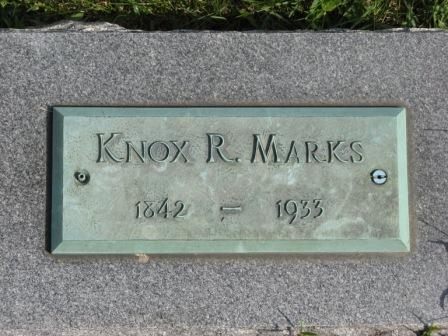 Knox R. Marks
1842 – 1933